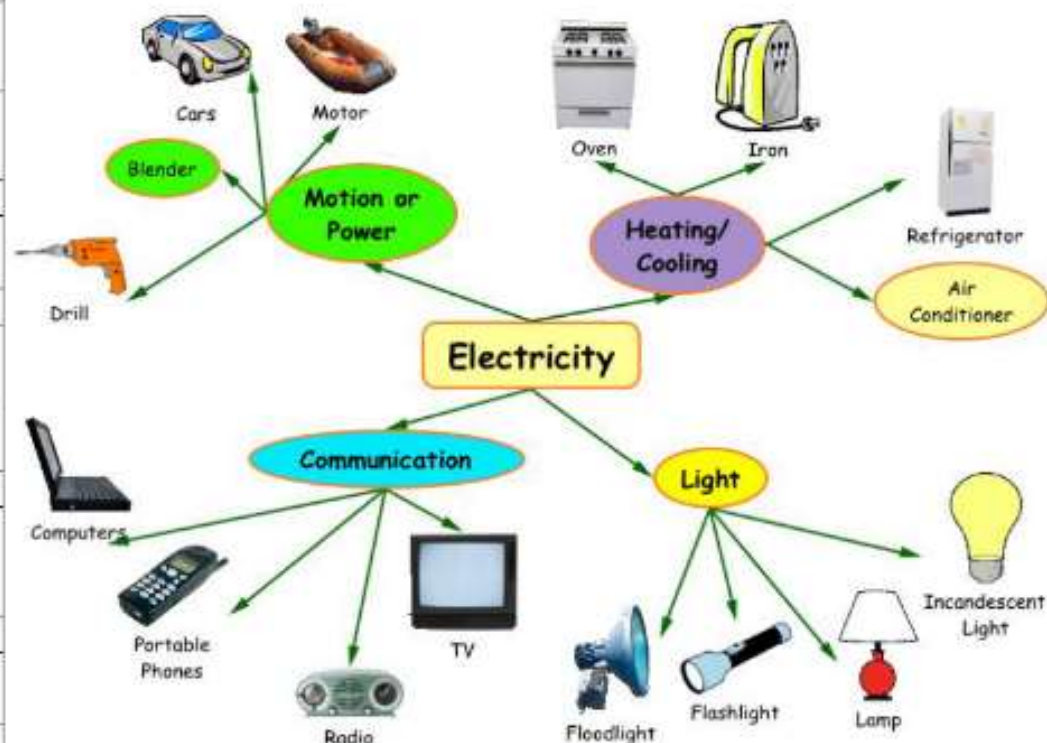 Cars
Motor
Oven
Iron
Blender
Motion or
Power
Heating/
Cooling
Refrigerator
Air
Conditioner
Drill
Electricity
Communication
Light
Computers
Portable
Phones
TV
Radio
Incandescent
Light
Floodlight
Flashlight
Lamp